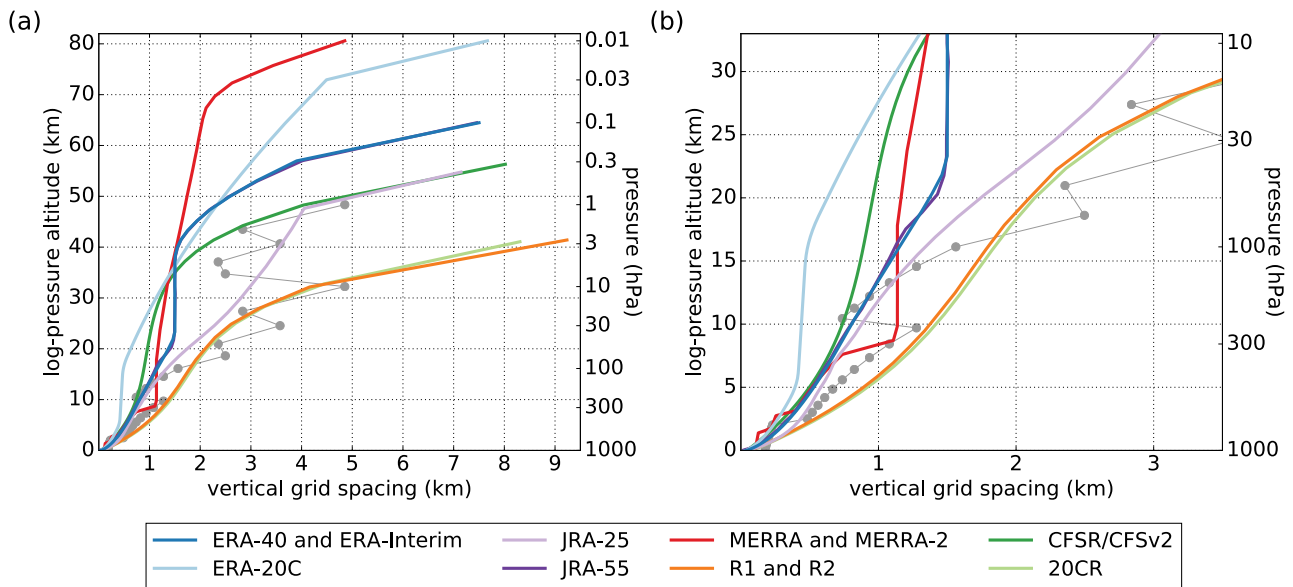 (a)
(b)
log-pressure altitude (km)
80
70
60
50
40
30
20
10
0
1
2
3
4
5
6
7
8
9
vertical grid spacing (km)
0.01
0.03
0.1
0.3
1
3
10
30
100
300
1000
pressure (hPa)
log-pressure altitude (km)
30
25
20
15
10
5
0
1
2
3
vertical grid spacing (km)
10
30
100
300
1000
pressure (hPa)
ERA-40 and ERA-Interim
JRA-25
MERRA and MERRA-2
CFSR/CFSv2
ERA-20C
JRA-55
R1 and R2
20CR